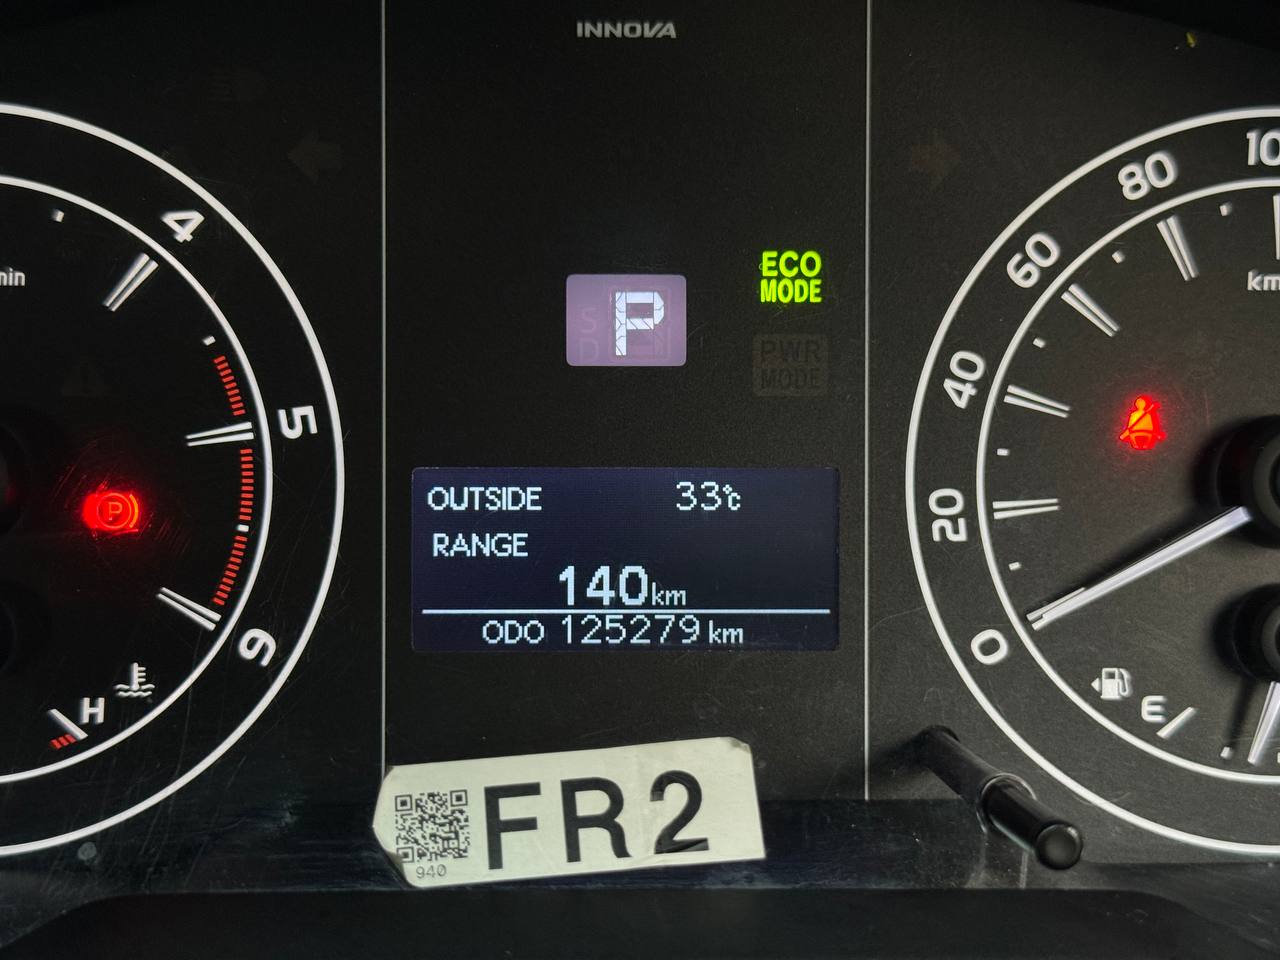 INNOVA
4
5
6
H
min
P
P
ECO
MODE
PWR
MODE
OUTSIDE 33℃
RANGE
140km
ODO 125279 km
0
20
40
60
80
E
FR2
940